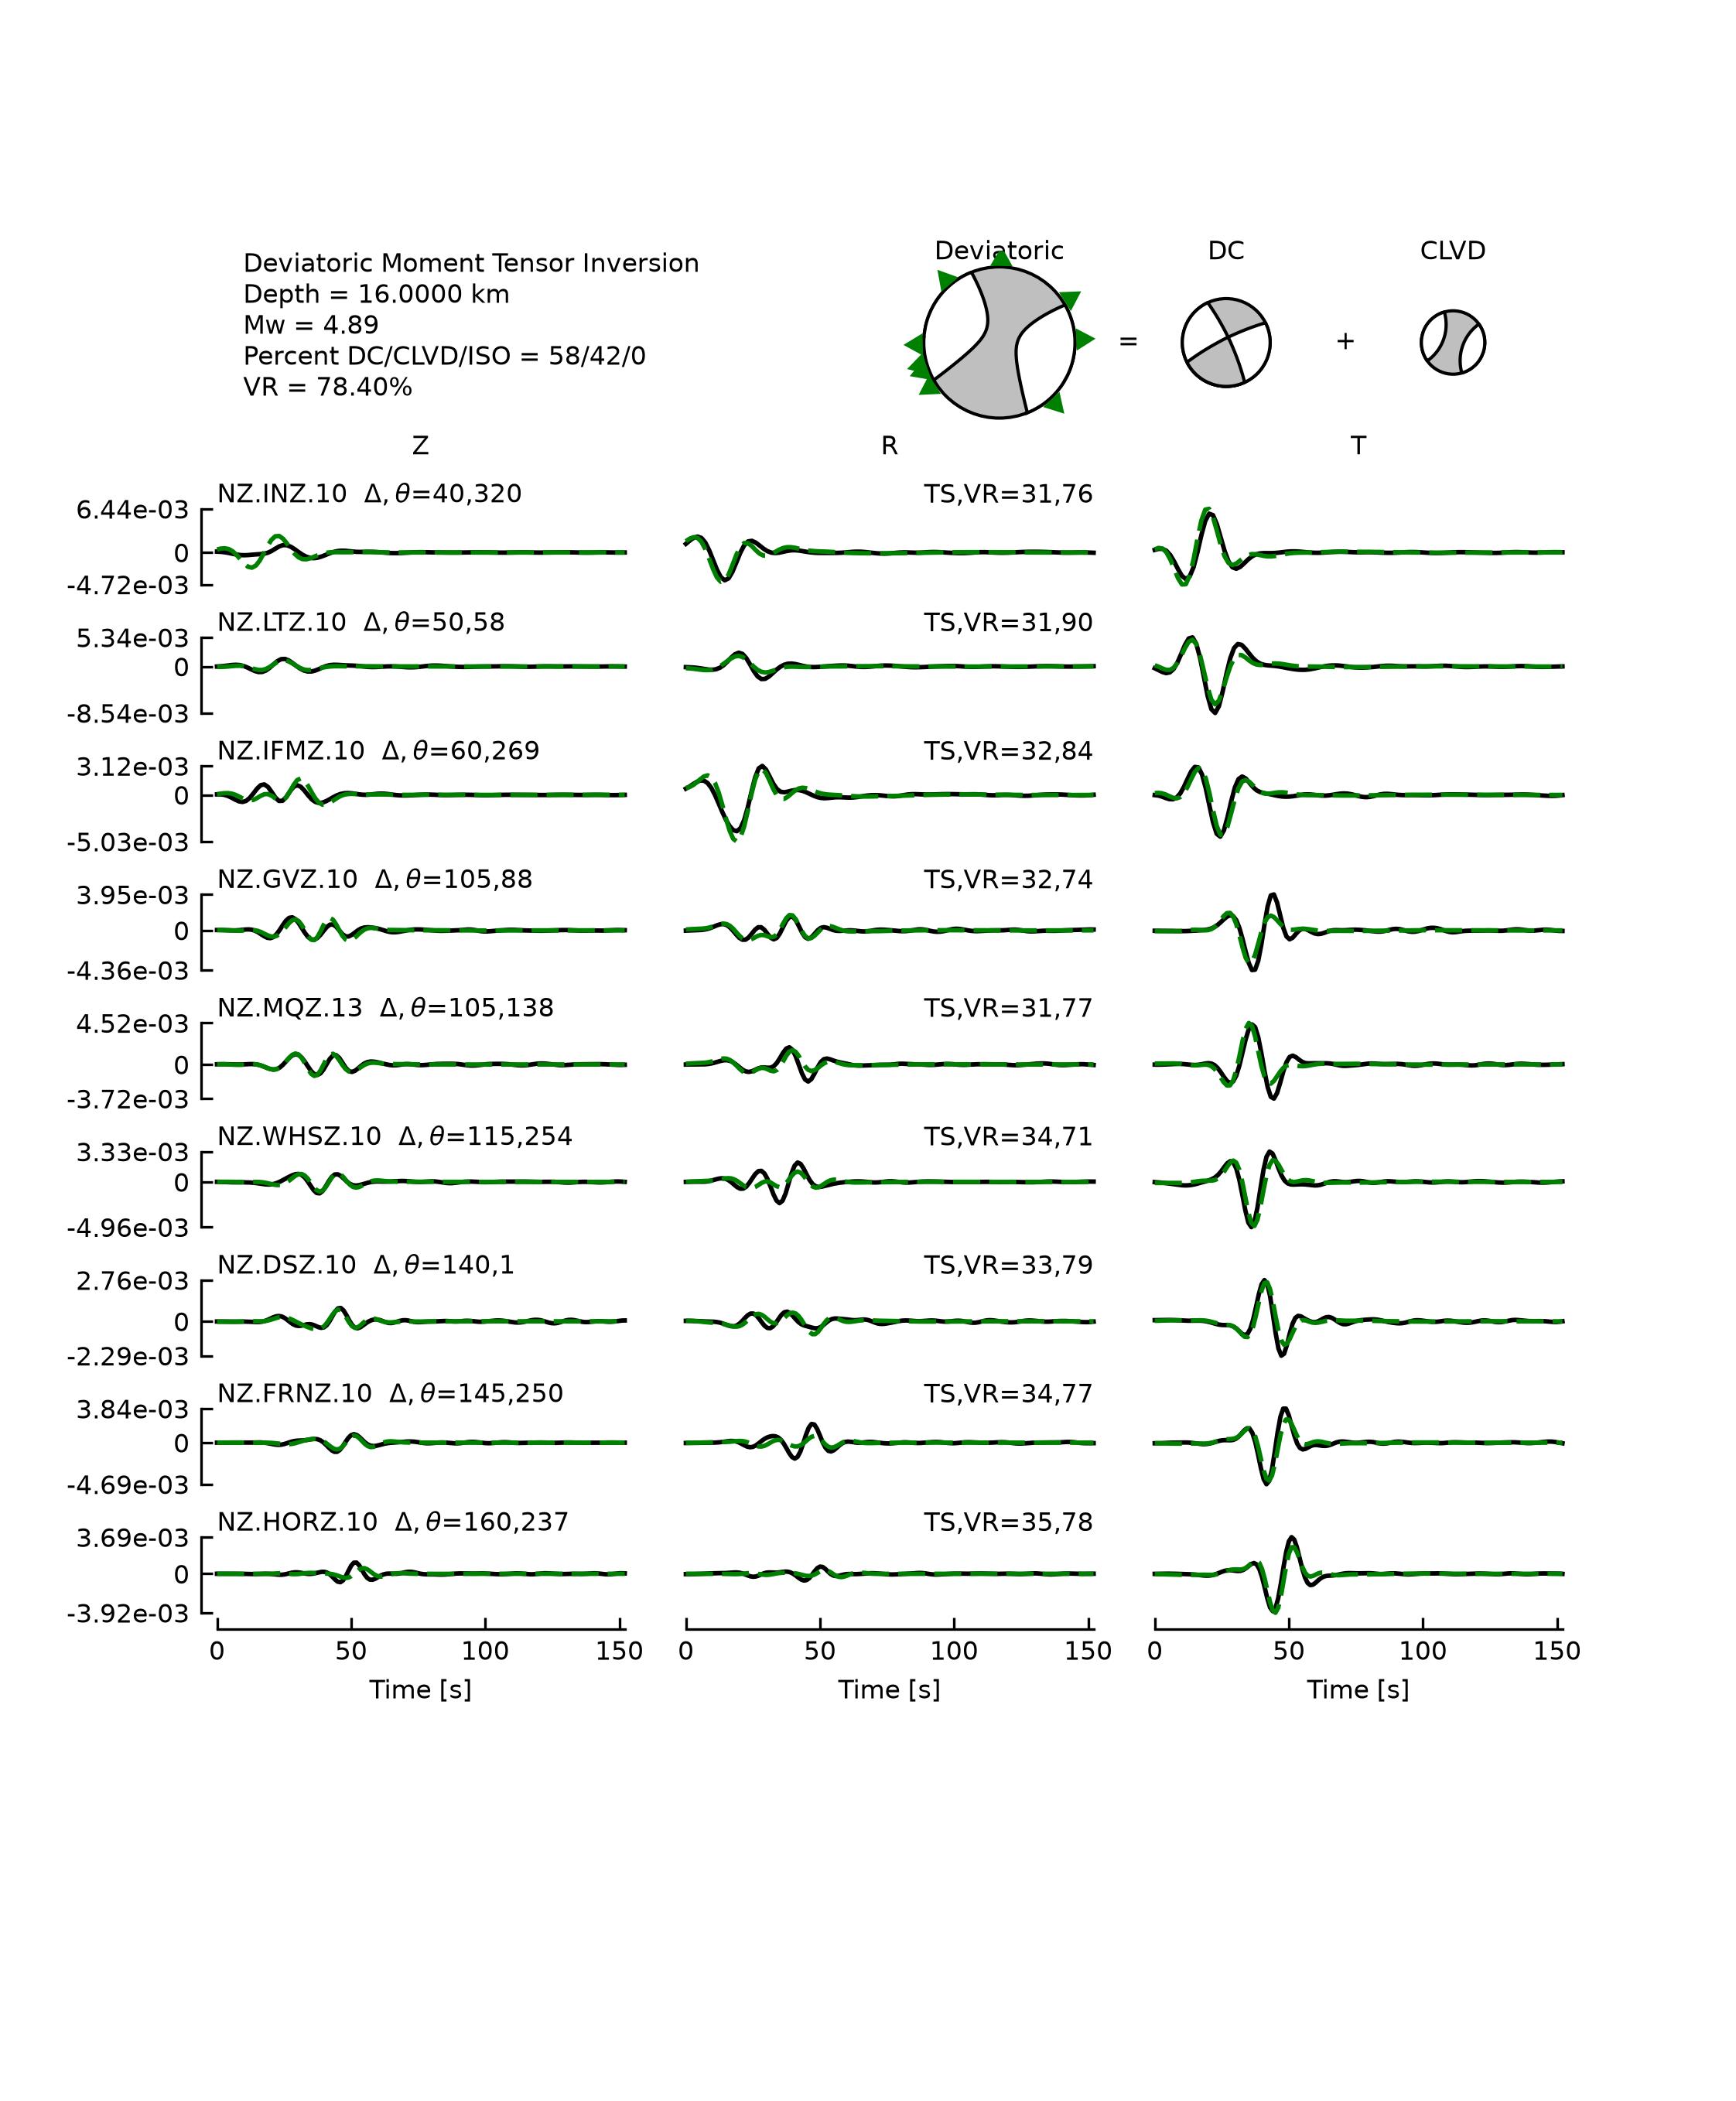 Deviatoric Moment Tensor Inversion
Depth = 16.0000 km
Mw = 4.89
Percent DC/CLVD/ISO = 58/42/0
VR = 78.40%
Deviatoric
=
DC
+
CLVD
Z R T
NZ.INZ.10 Δ,θ=40,320 TS,VR=31,76
6.44e-03
0
-4.72e-03
NZ.LTZ.10 Δ,θ=50,58 TS,VR=31,90
5.34e-03
0
-8.54e-03
NZ.IFMZ.10 Δ,θ=60,269 TS,VR=32,84
3.12e-03
0
-5.03e-03
NZ.GVZ.10 Δ,θ=105,88 TS,VR=32,74
3.95e-03
0
-4.36e-03
NZ.MQZ.13 Δ,θ=105,138 TS,VR=31,77
4.52e-03
0
-3.72e-03
NZ.WHSZ.10 Δ,θ=115,254 TS,VR=34,71
3.33e-03
0
-4.96e-03
NZ.DSZ.10 Δ,θ=140,1 TS,VR=33,79
2.76e-03
0
-2.29e-03
NZ.FRNZ.10 Δ,θ=145,250 TS,VR=34,77
3.84e-03
0
-4.69e-03
NZ.HORZ.10 Δ,θ=160,237 TS,VR=35,78
3.69e-03
0
-3.92e-03
0 50 100 150 0 50 100 150 0 50 100 150
Time [s] Time [s] Time [s]